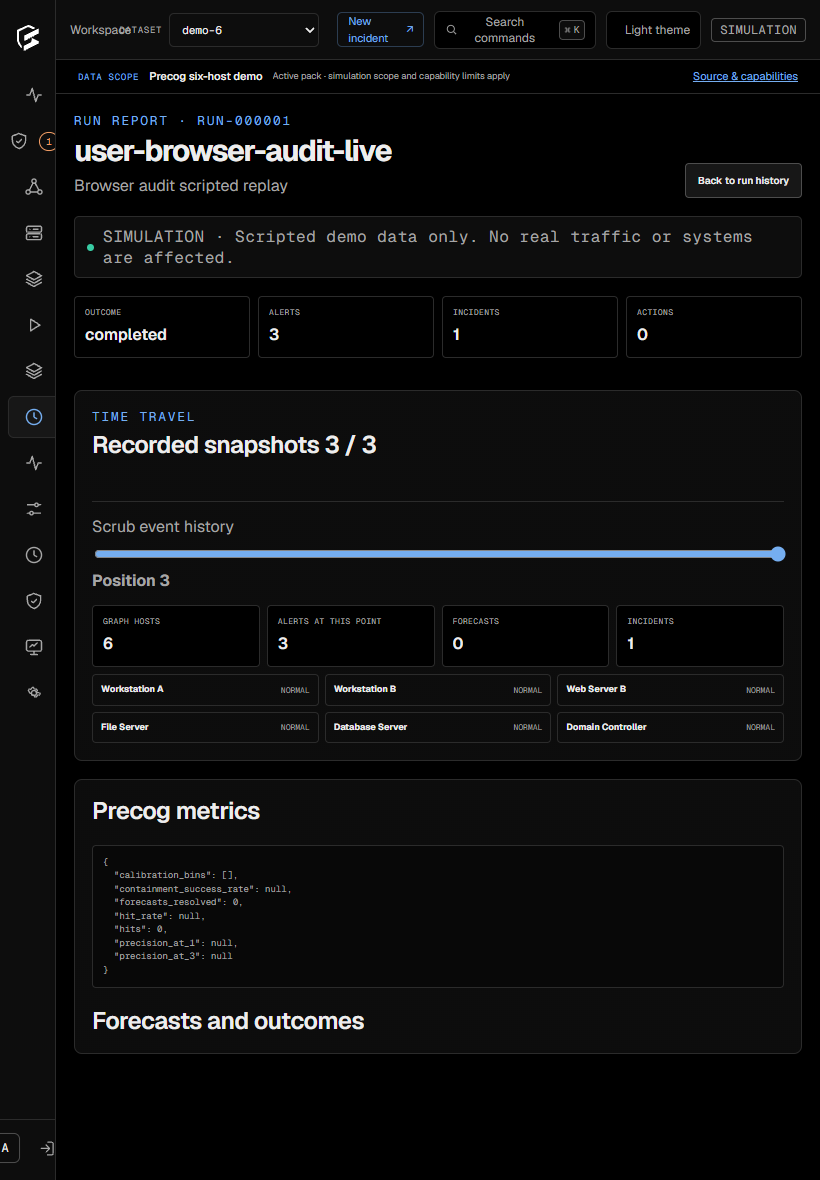 Workspace
DATASET
demo-6
New incident
Search commands
⌘ K
Light theme
SIMULATION
DATA SCOPE Precog six-host demo Active pack · simulation scope and capability limits apply Source & capabilities
1
RUN REPORT · RUN-000001
user-browser-audit-live
Browser audit scripted replay
Back to run history
SIMULATION · Scripted demo data only. No real traffic or systems
are affected.
OUTCOME
completed
ALERTS
3
INCIDENTS
1
ACTIONS
0
TIME TRAVEL
Recorded snapshots 3 / 3
Scrub event history
Position 3
GRAPH HOSTS
6
ALERTS AT THIS POINT
3
FORECASTS
0
INCIDENTS
1
Workstation A NORMAL
Workstation B NORMAL
Web Server B NORMAL
File Server NORMAL
Database Server NORMAL
Domain Controller NORMAL
Precog metrics
{
"calibration_bins": [],
"containment_success_rate": null,
"forecasts_resolved": 0,
"hit_rate": null,
"hits": 0,
"precision_at_1": null,
"precision_at_3": null
}
Forecasts and outcomes
A